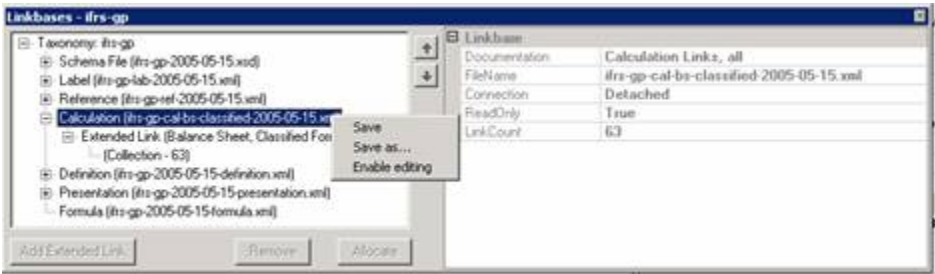 Linkbases - ifrs-gp
Taxonomy: ifrs-gp
Schema File (ifrs-gp-2005-05-15.xsd)
Label (ifrs-gp-lab-2005-05-15.xml)
Reference (ifrs-gp-ref-2005-05-15.xml)
Calculation (ifrs-gp-cal-bs-classified-2005-05-15.xm
Extended Link (Balance Sheet, Classified For
(Collection - 63)
Definition (ifrs-gp-2005-05-15-definition.xml)
Presentation (ifrs-gp-2005-05-15-presentation.xml)
Formula (ifrs-gp-2005-05-15-formula.xml)
Save
Save as...
Enable editing
Add Extended Link
Remove
Allocate
Linkbase
Documentation Calculation Links, all
FileName ifrs-gp-cal-bs-classified-2005-05-15.xml
Connection Detached
ReadOnly True
LinkCount 63